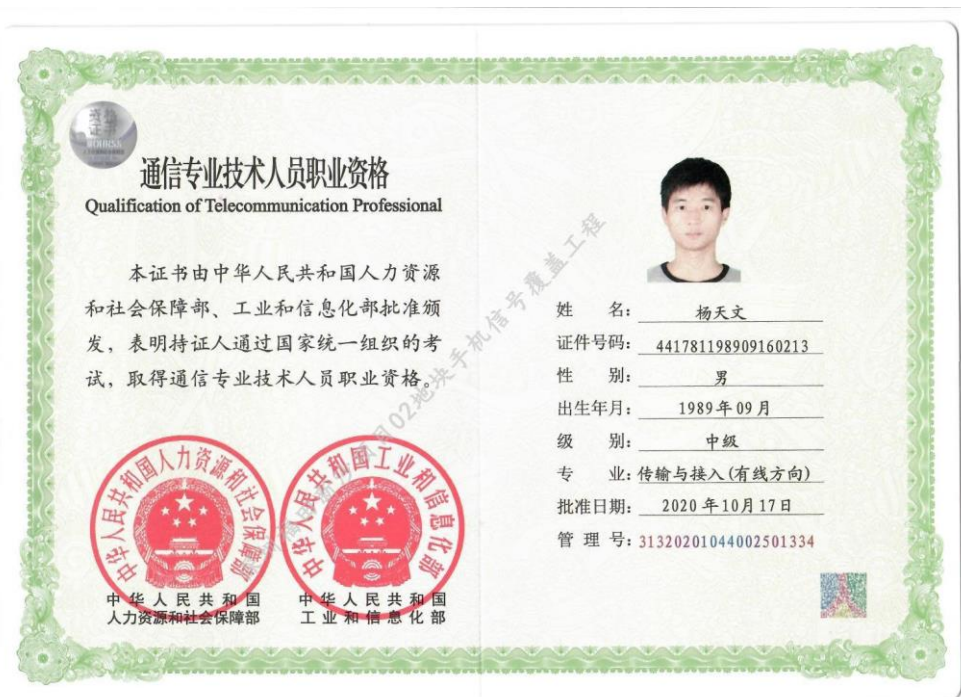 资格
证书
MOHRSS
通信专业技术人员职业资格
Qualification of Telecommunication Professional
本证书由中华人民共和国人力资源
和社会保障部、工业和信息化部批准颁
发，表明持证人通过国家统一组织的考
试，取得通信专业技术人员职业资格。
中华人民共和国人力资源和社会保障部
中华人民共和国工业和信息化部
中华人民共和国
人力资源和社会保障部
中华人民共和国
工业和信息化部
02地块手机信号覆盖工程
姓 名: 杨天文
证件号码: 441781198909160213
性 别: 男
出生年月: 1989年09月
级 别: 中级
专 业: 传输与接入(有线方向)
批准日期: 2020年10月17日
管 理 号: 31320201044002501334